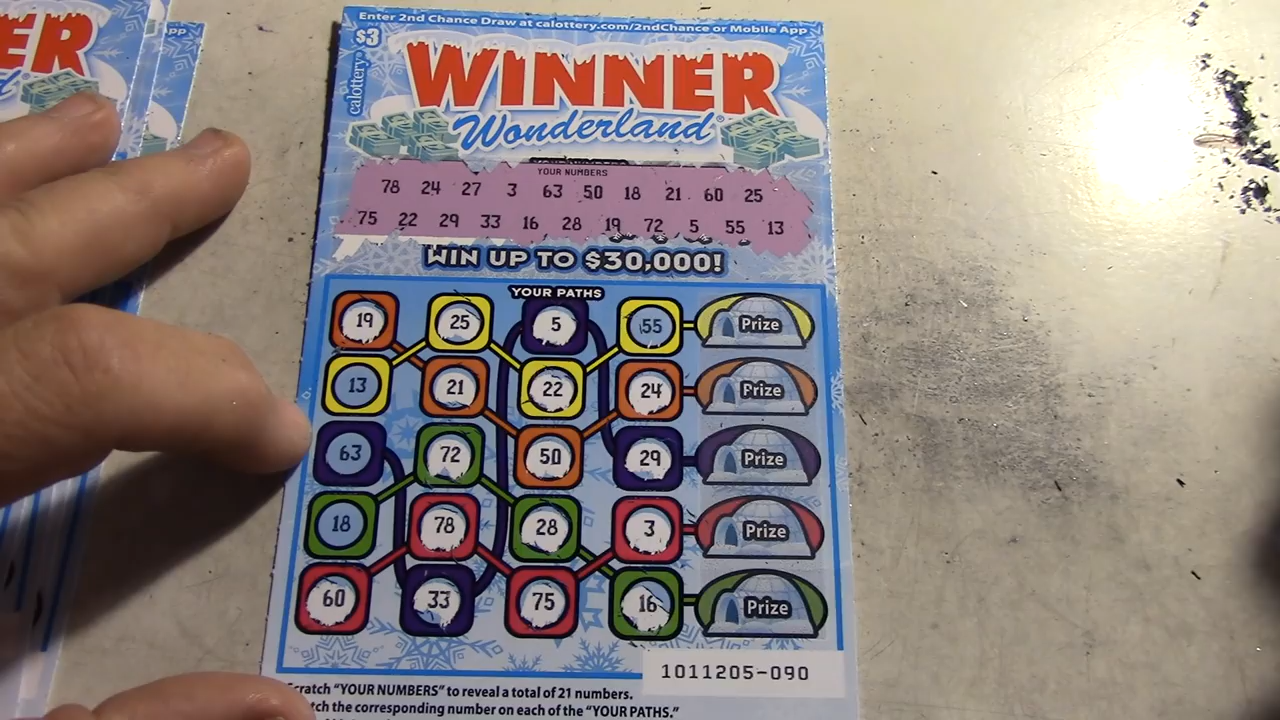 Enter 2nd Chance Draw at calottery.com/2ndChance or Mobile App
$3
calottery
WINNER
Wonderland®
YOUR NUMBERS
78 24 27 3 63 50 18 21 60 25
75 22 29 33 16 28 19 72 5 55 13
WIN UP TO $30,000!
YOUR PATHS
19 25 5 55 Prize
13 21 22 24 Prize
63 72 50 29 Prize
18 78 28 3 Prize
60 33 75 16 Prize
1011205-090
Scratch "YOUR NUMBERS" to reveal a total of 21 numbers.
the corresponding number on each of the "YOUR PATHS."
ER
App